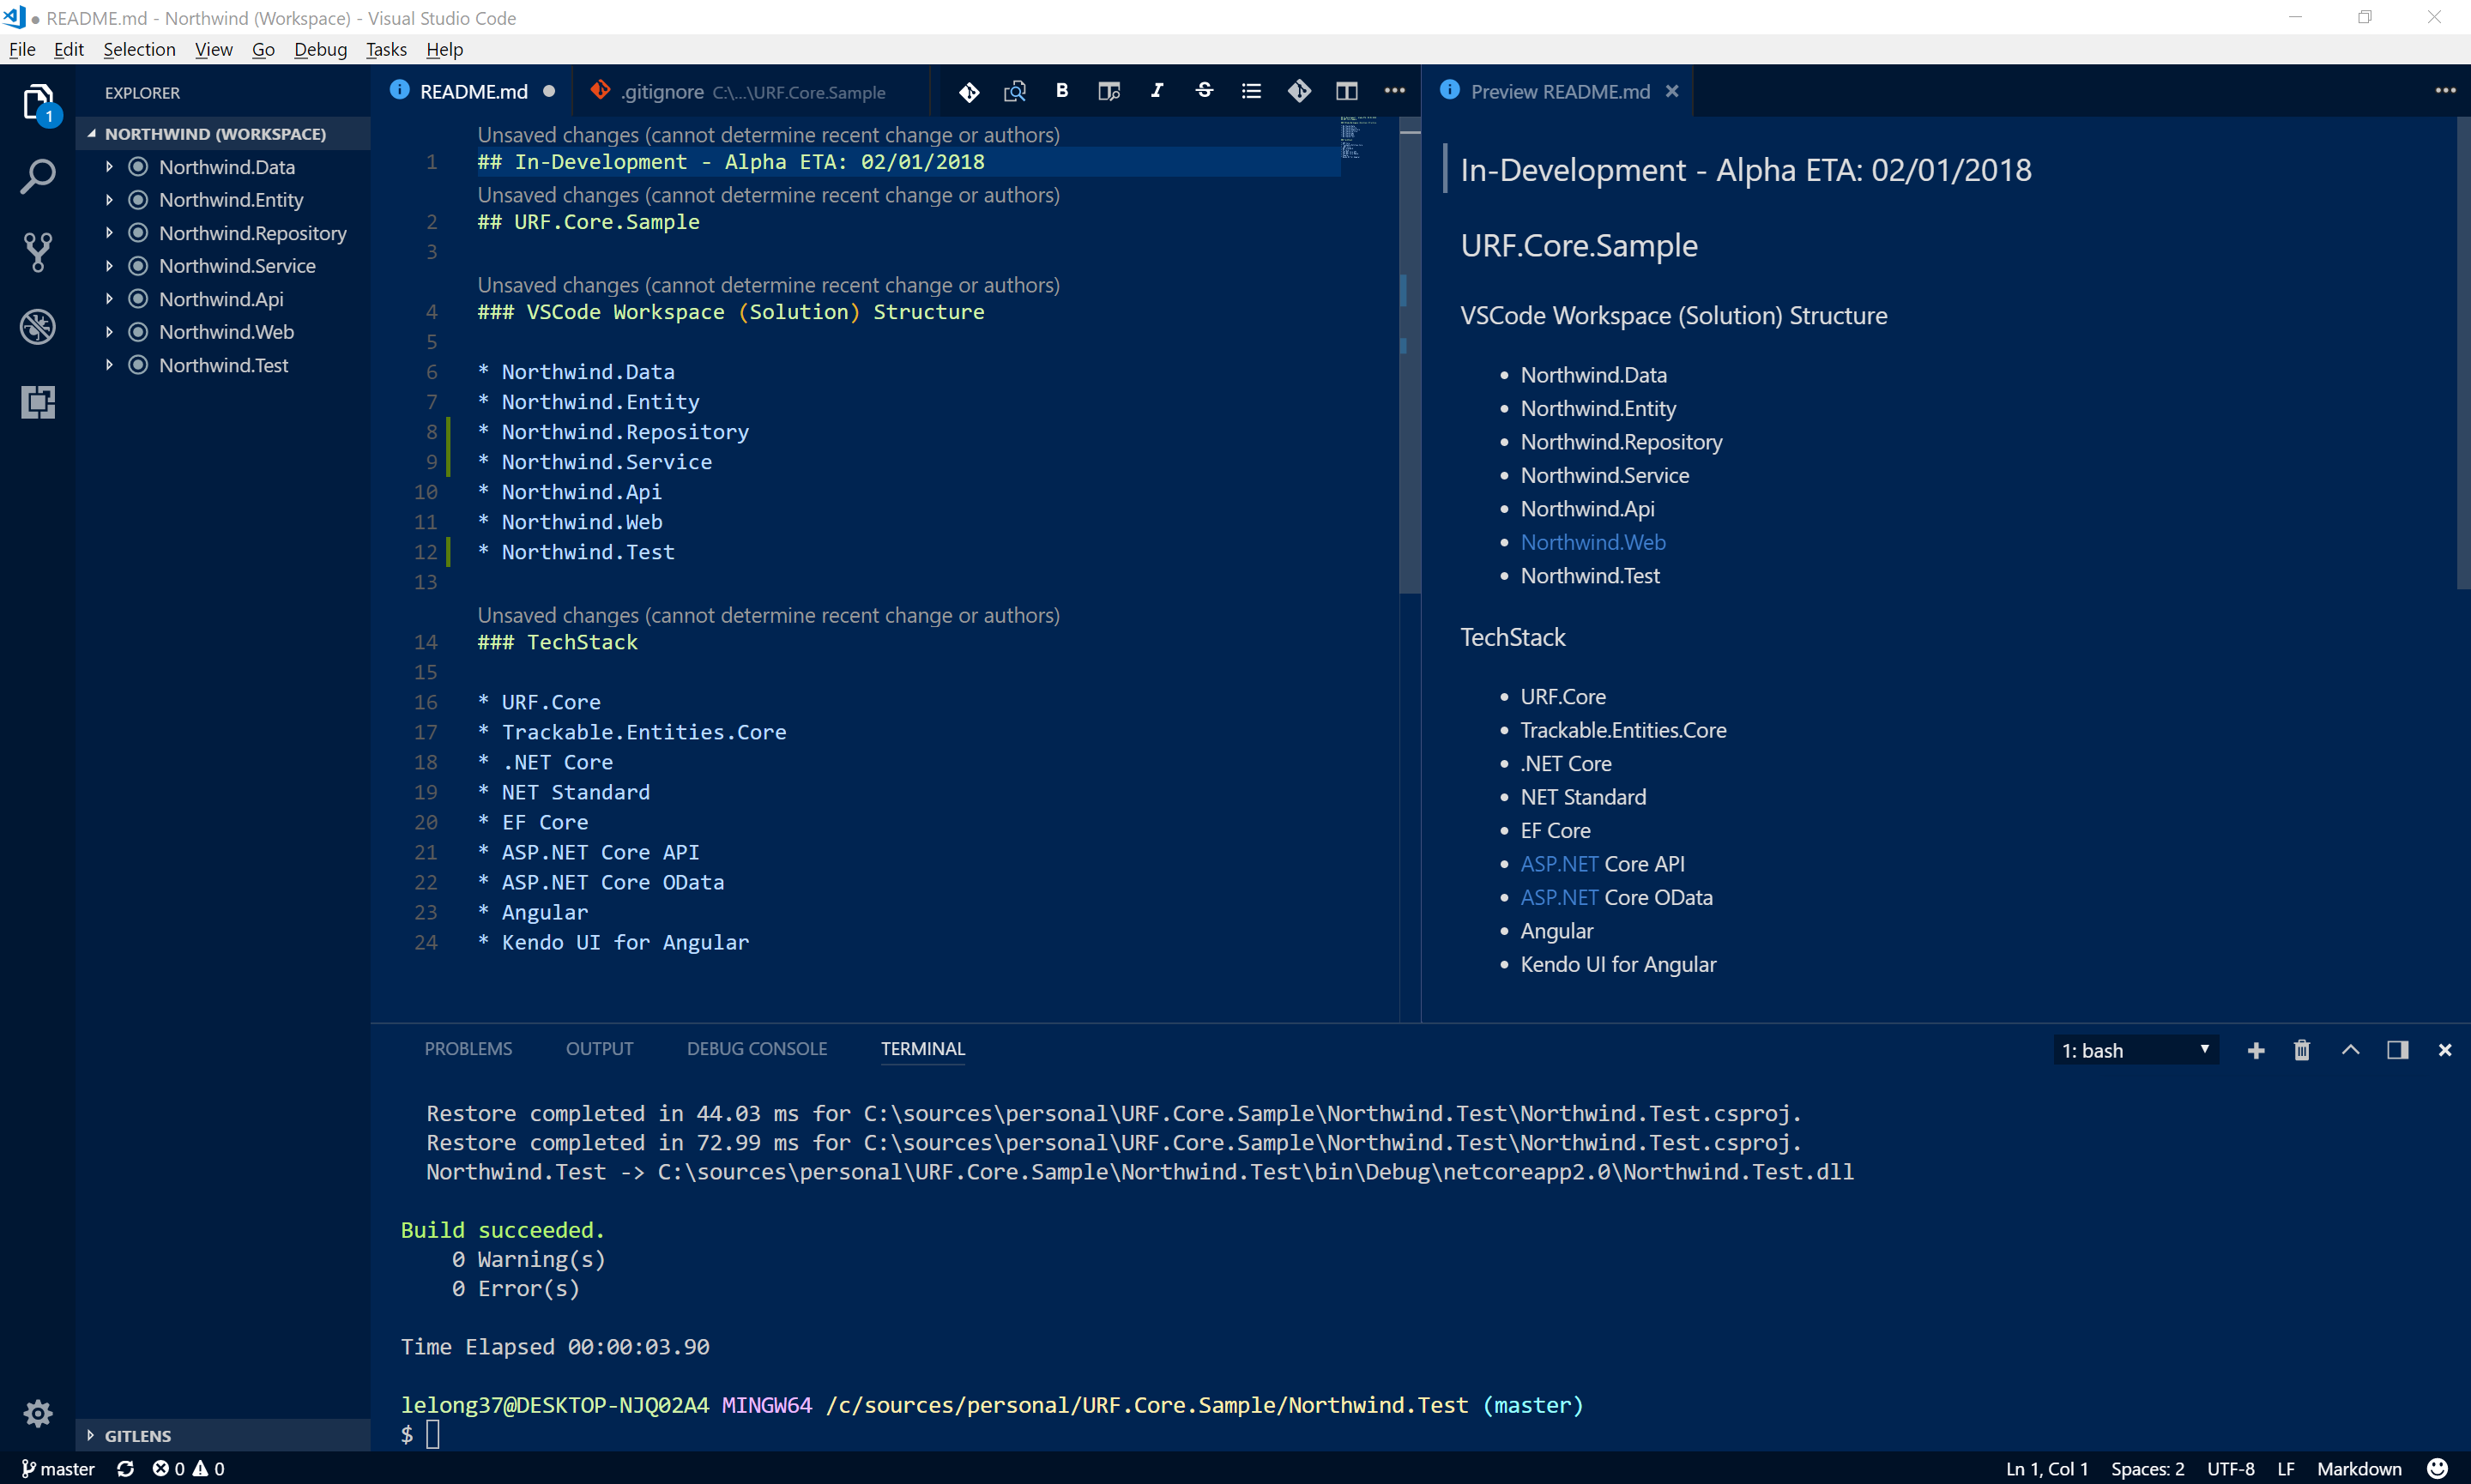 ● README.md - Northwind (Workspace) - Visual Studio Code
File Edit Selection View Go Debug Tasks Help
1
EXPLORER
NORTHWIND (WORKSPACE)
Northwind.Data
Northwind.Entity
Northwind.Repository
Northwind.Service
Northwind.Api
Northwind.Web
Northwind.Test
GITLENS
README.md ●
.gitignore C:\...\URF.Core.Sample
Unsaved changes (cannot determine recent change or authors)
1 ## In-Development - Alpha ETA: 02/01/2018
Unsaved changes (cannot determine recent change or authors)
2 ## URF.Core.Sample
3
Unsaved changes (cannot determine recent change or authors)
4 ### VSCode Workspace (Solution) Structure
5
6 * Northwind.Data
7 * Northwind.Entity
8 * Northwind.Repository
9 * Northwind.Service
10 * Northwind.Api
11 * Northwind.Web
12 * Northwind.Test
13
Unsaved changes (cannot determine recent change or authors)
14 ### TechStack
15
16 * URF.Core
17 * Trackable.Entities.Core
18 * .NET Core
19 * NET Standard
20 * EF Core
21 * ASP.NET Core API
22 * ASP.NET Core OData
23 * Angular
24 * Kendo UI for Angular
Preview README.md
In-Development - Alpha ETA: 02/01/2018
URF.Core.Sample
VSCode Workspace (Solution) Structure
• Northwind.Data
• Northwind.Entity
• Northwind.Repository
• Northwind.Service
• Northwind.Api
• Northwind.Web
• Northwind.Test
TechStack
• URF.Core
• Trackable.Entities.Core
• .NET Core
• NET Standard
• EF Core
• ASP.NET Core API
• ASP.NET Core OData
• Angular
• Kendo UI for Angular
PROBLEMS OUTPUT DEBUG CONSOLE TERMINAL
1: bash
Restore completed in 44.03 ms for C:\sources\personal\URF.Core.Sample\Northwind.Test\Northwind.Test.csproj.
Restore completed in 72.99 ms for C:\sources\personal\URF.Core.Sample\Northwind.Test\Northwind.Test.csproj.
Northwind.Test -> C:\sources\personal\URF.Core.Sample\Northwind.Test\bin\Debug\netcoreapp2.0\Northwind.Test.dll
Build succeeded.
0 Warning(s)
0 Error(s)
Time Elapsed 00:00:03.90
lelong37@DESKTOP-NJQ02A4 MINGW64 /c/sources/personal/URF.Core.Sample/Northwind.Test (master)
$
master 0 0
Ln 1, Col 1 Spaces: 2 UTF-8 LF Markdown